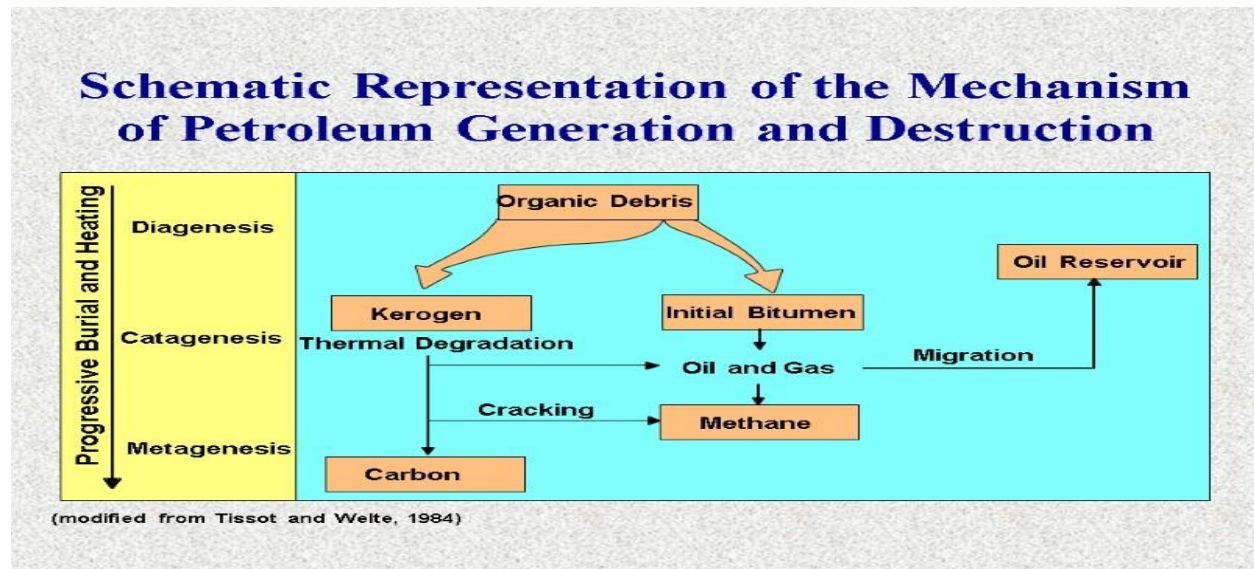 Schematic Representation of the Mechanism
of Petroleum Generation and Destruction
Progressive Burial and Heating
Diagenesis
Catagenesis
Metagenesis
Organic Debris
Oil Reservoir
Kerogen
Initial Bitumen
Thermal Degradation
Migration
Oil and Gas
Cracking
Methane
Carbon
(modified from Tissot and Welte, 1984)